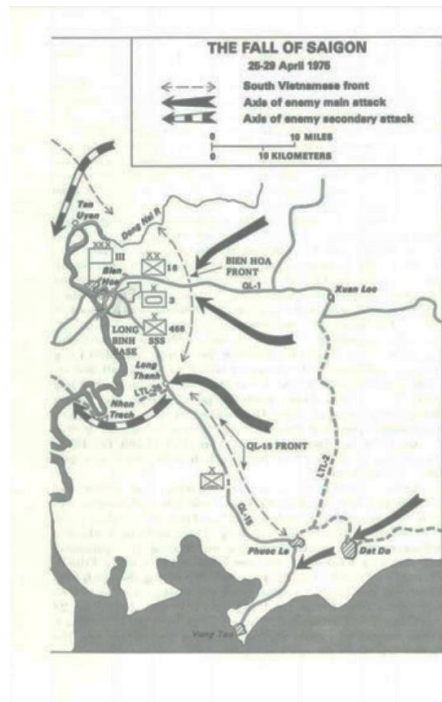 THE FALL OF SAIGON
26-29 April 1975
South Vietnamese front
Axis of enemy main attack
Axis of enemy secondary attack
0 10 MILES
0 10 KILOMETERS
Tan
Uyen
Dong Nai R
XXX
III
Bien
Hoa
XX
18
BIEN HOA
FRONT
QL-1
Xuan Loc
X
3
X
468
SSS
LONG
BINH
BASE
Long
Thanh
LTL-25
Nhon
Trach
QL-15 FRONT
LTL-2
X
QL-15
Phuoc Le
Dat Do
Vung Tau